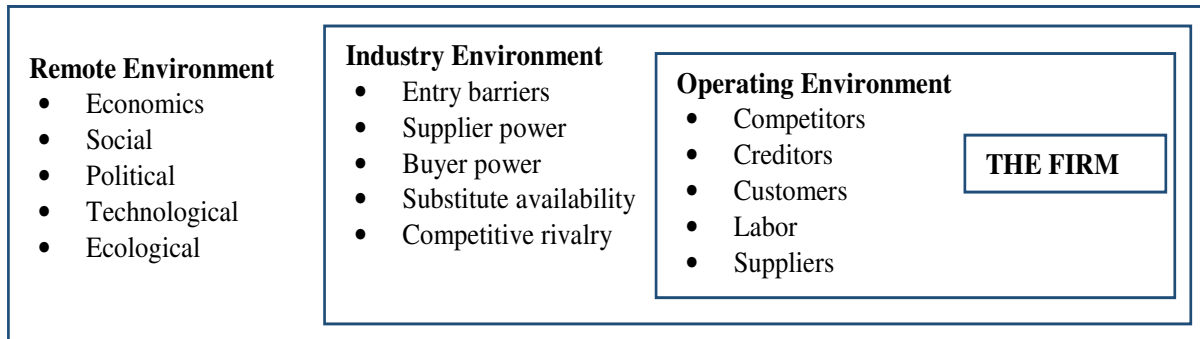 Remote Environment
• Economics
• Social
• Political
• Technological
• Ecological
Industry Environment
• Entry barriers
• Supplier power
• Buyer power
• Substitute availability
• Competitive rivalry
Operating Environment
• Competitors
• Creditors
• Customers
• Labor
• Suppliers
THE FIRM